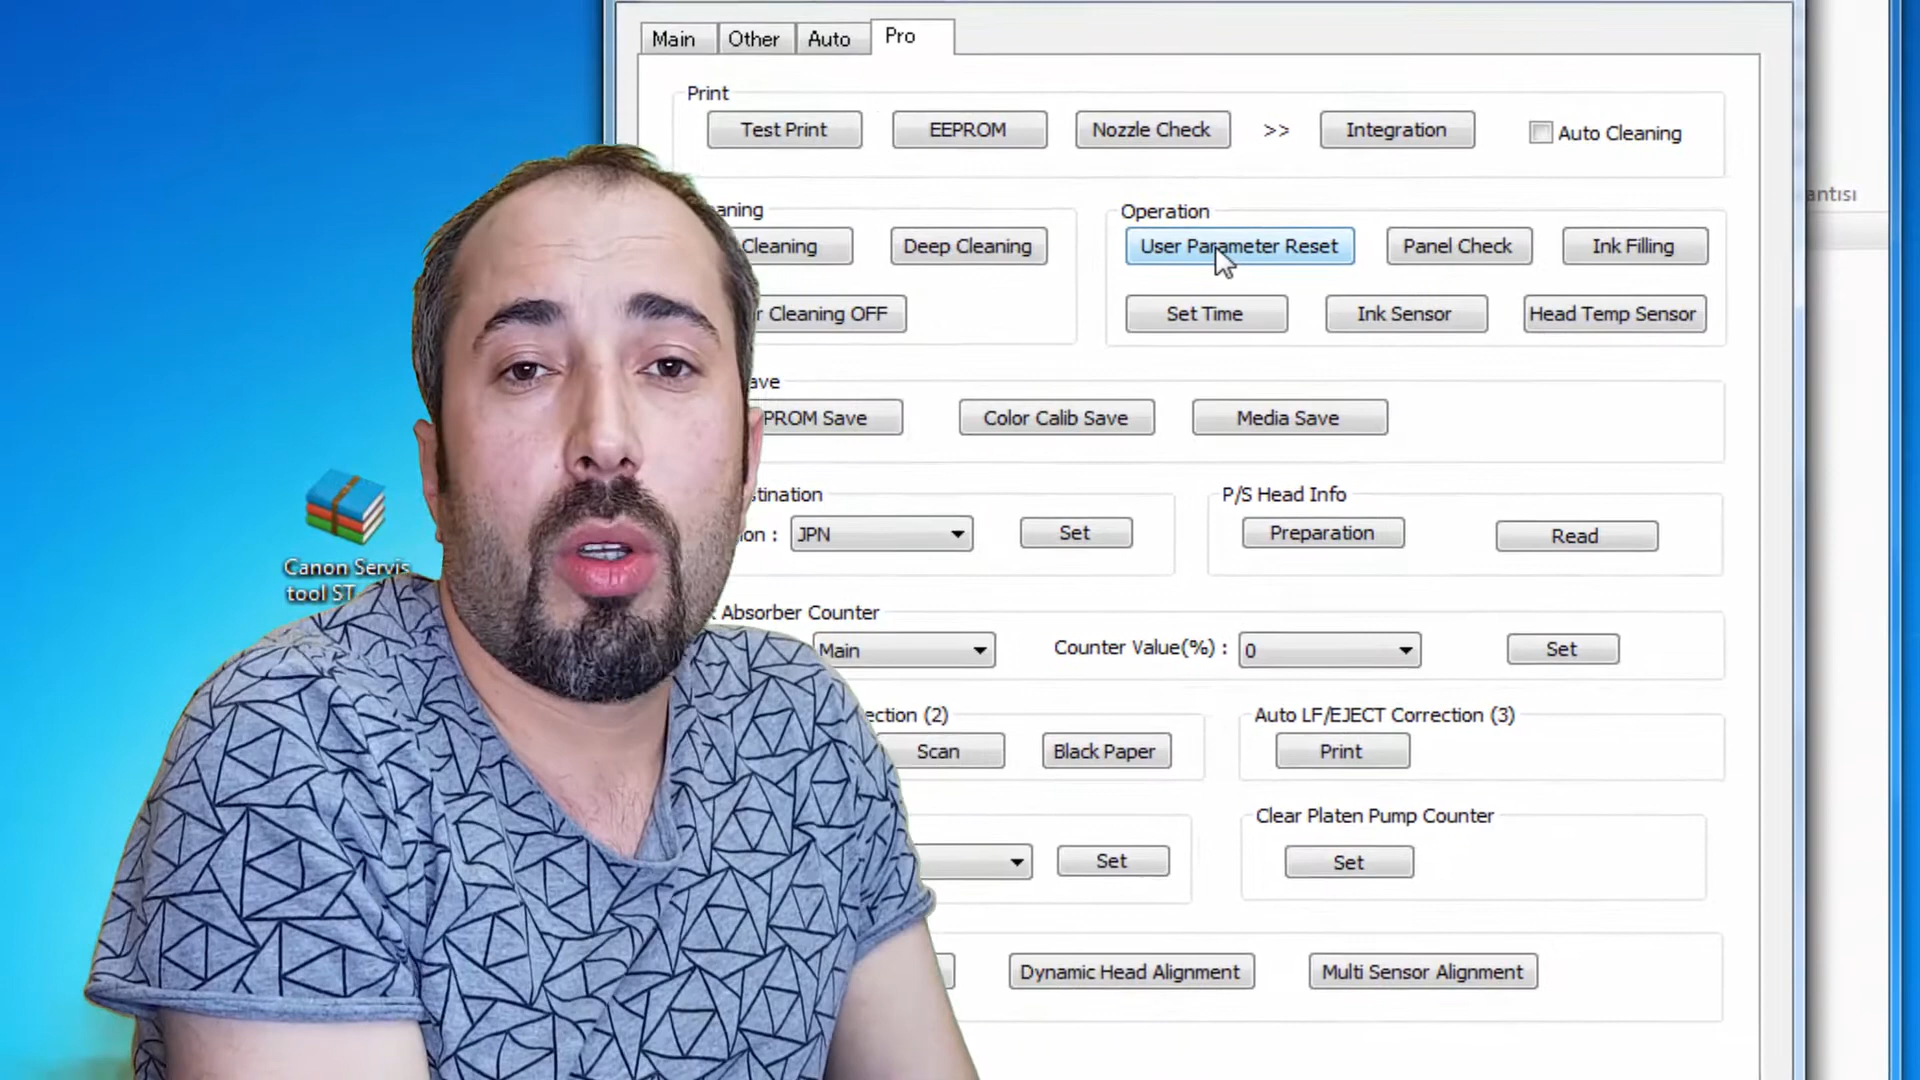 Main Other Auto Pro
Print
Test Print EEPROM Nozzle Check >> Integration Auto Cleaning
Operation
Cleaning Deep Cleaning User Parameter Reset Panel Check Ink Filling
Cleaning OFF Set Time Ink Sensor Head Temp Sensor
Save Color Calib Save Media Save
P/S Head Info
JPN Set Preparation Read
Canon Servis
tool ST
Absorber Counter
Main Counter Value(%) : 0 Set
(2) Auto LF/EJECT Correction (3)
Scan Black Paper Print
Clear Platen Pump Counter
Set Set
Dynamic Head Alignment Multi Sensor Alignment